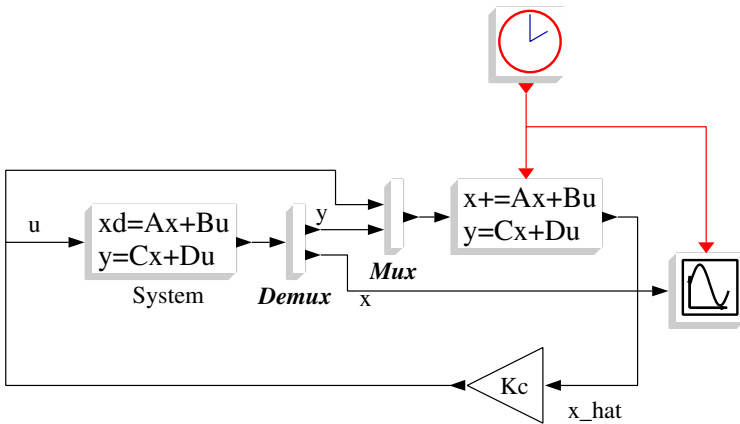 u
xd=Ax+Bu
y=Cx+Du
System
Demux
y
x
Mux
x+=Ax+Bu
y=Cx+Du
Kc
x_hat